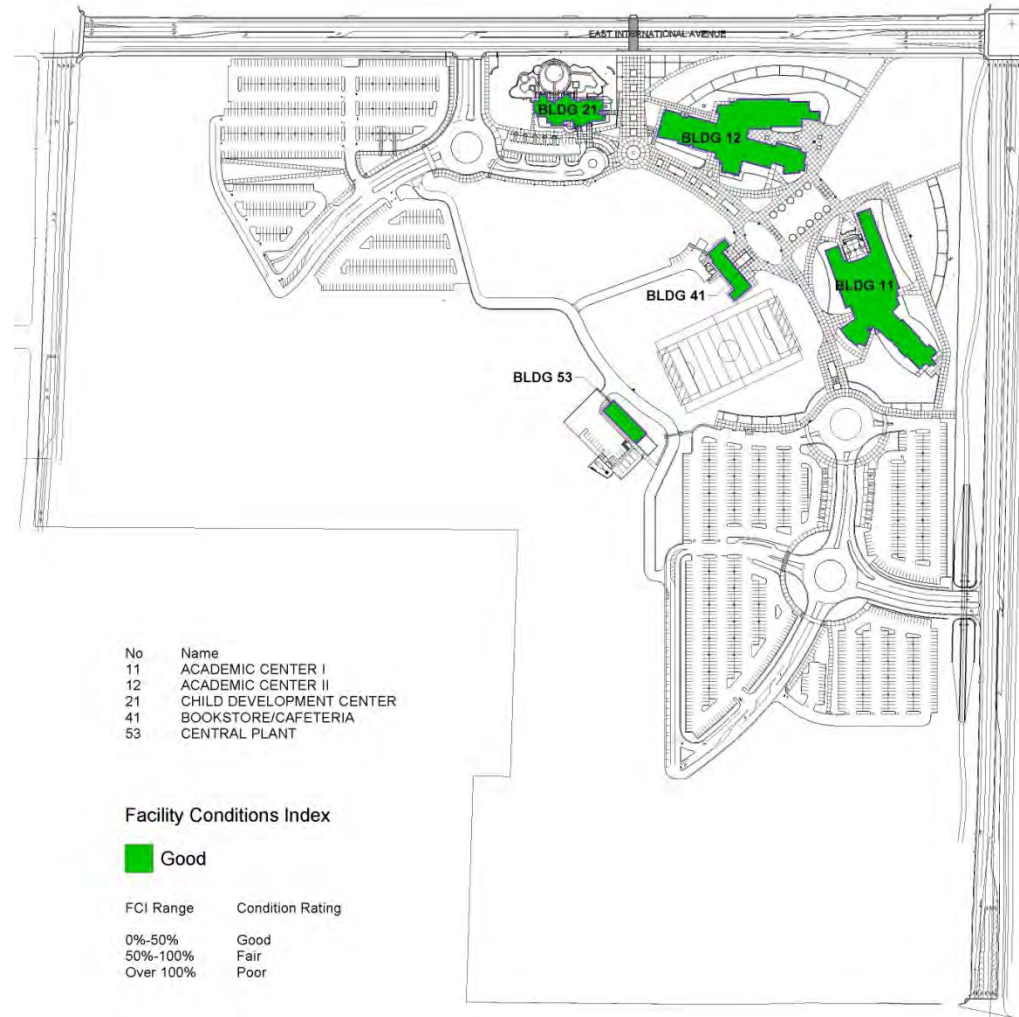 EAST INTERNATIONAL AVENUE
BLDG 21
BLDG 12
BLDG 11
BLDG 41
BLDG 53
No Name
11 ACADEMIC CENTER I
12 ACADEMIC CENTER II
21 CHILD DEVELOPMENT CENTER
41 BOOKSTORE/CAFETERIA
53 CENTRAL PLANT
Facility Conditions Index
Good
FCI Range Condition Rating
0%-50% Good
50%-100% Fair
Over 100% Poor